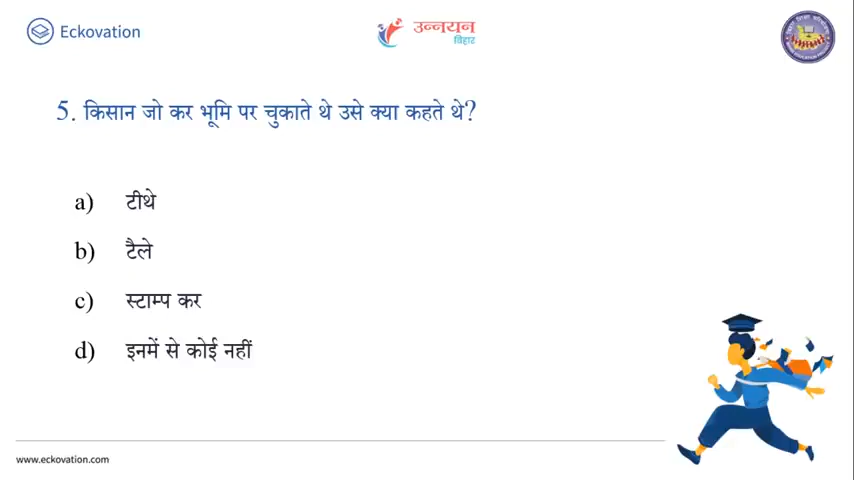 Eckovation
उन्नयन
बिहार
5. किसान जो कर भूमि पर चुकाते थे उसे क्या कहते थे?
a) टीथे
b) टैले
c) स्टाम्प कर
d) इनमें से कोई नहीं
www.eckovation.com